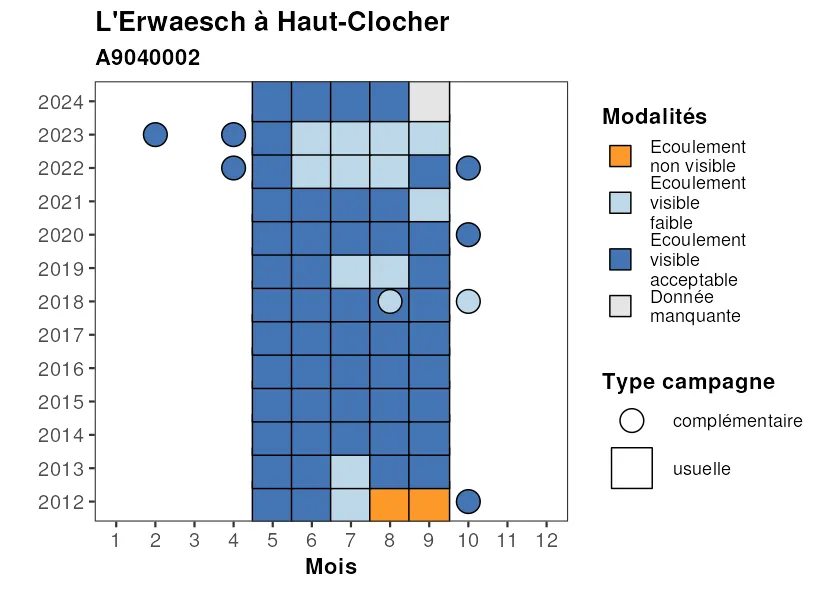 L'Erwaesch à Haut-Clocher
A9040002
2024
2023
2022
2021
2020
2019
2018
2017
2016
2015
2014
2013
2012
1 2 3 4 5 6 7 8 9 10 11 12
Mois
Modalités
Ecoulement
non visible
Ecoulement
visible
faible
Ecoulement
visible
acceptable
Donnée
manquante
Type campagne
complémentaire
usuelle